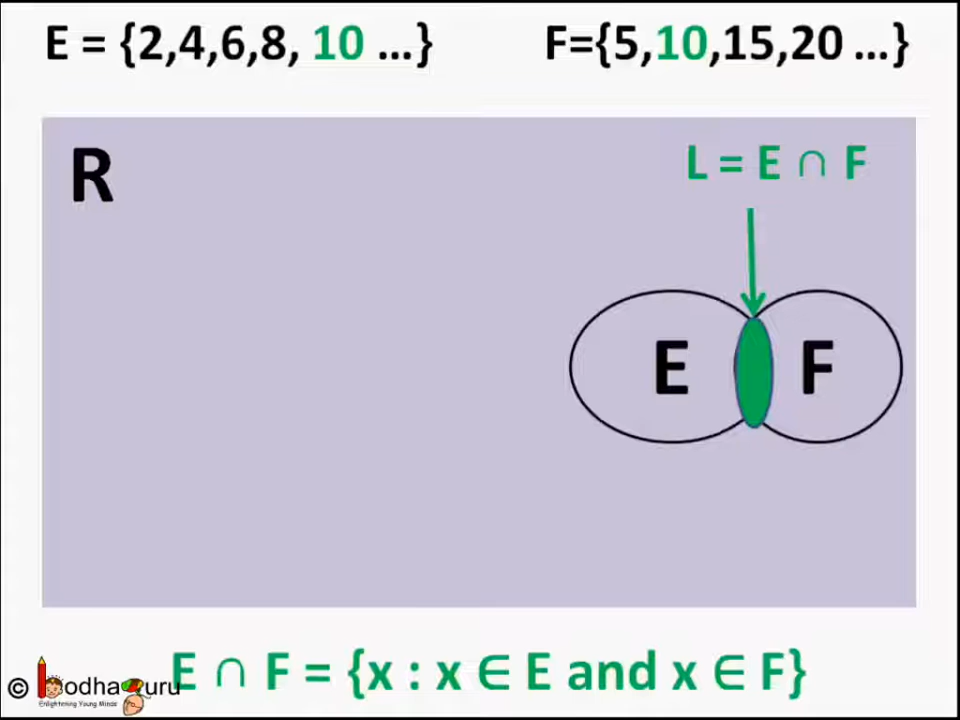 E = {2,4,6,8, 10 ...} F={5,10,15,20 ...}
R
L = E ∩ F
E F
E ∩ F = {x : x ∈ E and x ∈ F}
© bodhaguru
Enlightening Young Minds